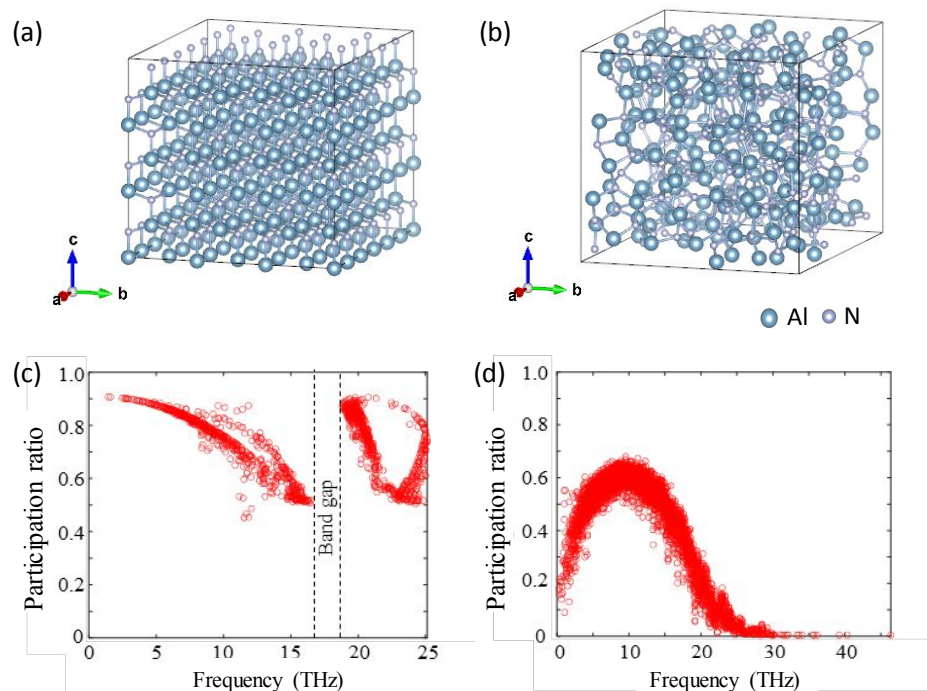 (a)
(b)
c
b
a
c
b
a
Al N
(c)
(d)
1.0
0.8
0.6
0.4
0.2
0
Participation ratio
Band gap
0 5 10 15 20 25
Frequency (THz)
1.0
0.8
0.6
0.4
0.2
0
Participation ratio
0 10 20 30 40
Frequency (THz)